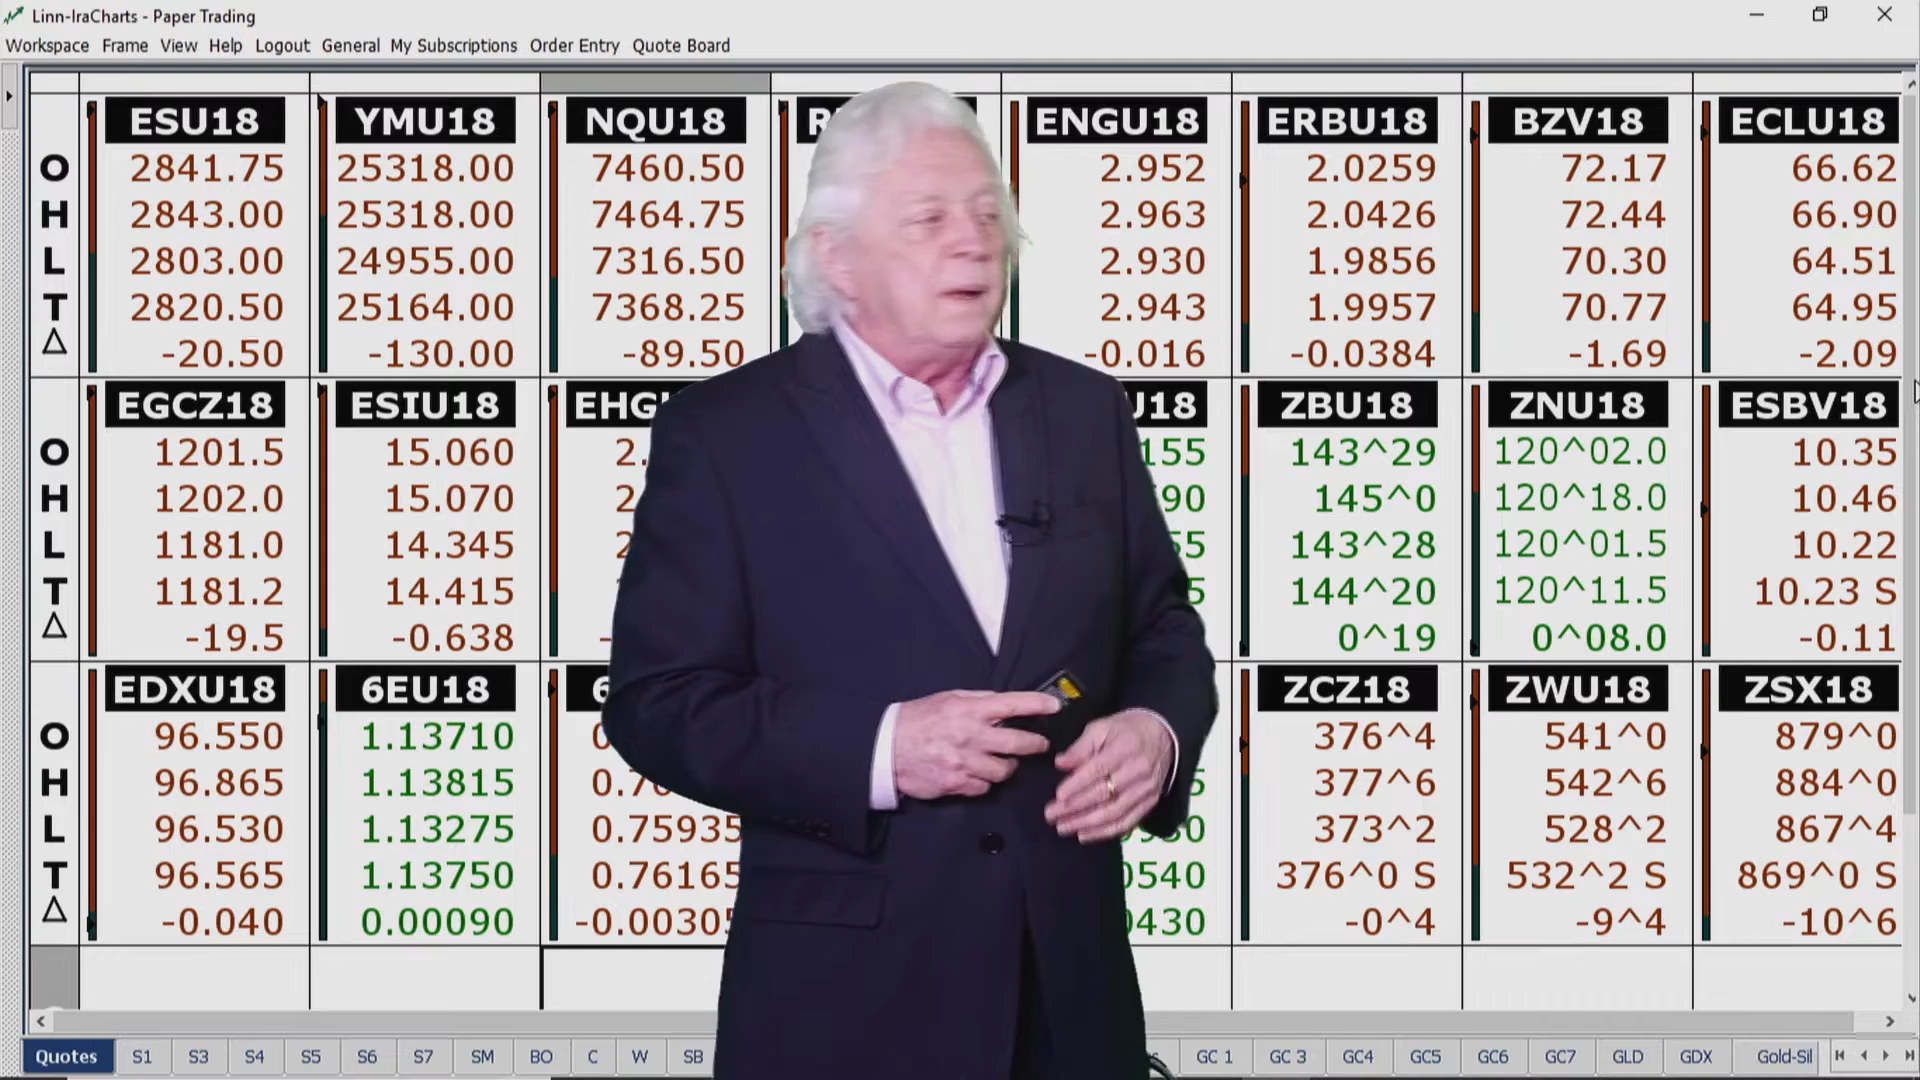 Linn-IraCharts - Paper Trading
Workspace Frame View Help Logout General My Subscriptions Order Entry Quote Board
ESU18 YMU18 NQU18 ENGU18 ERBU18 BZV18 ECLU18
O 2841.75 25318.00 7460.50 2.952 2.0259 72.17 66.62
H 2843.00 25318.00 7464.75 2.963 2.0426 72.44 66.90
L 2803.00 24955.00 7316.50 2.930 1.9856 70.30 64.51
T 2820.50 25164.00 7368.25 2.943 1.9957 70.77 64.95
△ -20.50 -130.00 -89.50 -0.016 -0.0384 -1.69 -2.09
EGCZ18 ESIU18 ZBU18 ZNU18 ESBV18
O 1201.5 15.060 143^29 120^02.0 10.35
H 1202.0 15.070 145^0 120^18.0 10.46
L 1181.0 14.345 143^28 120^01.5 10.22
T 1181.2 14.415 144^20 120^11.5 10.23 S
△ -19.5 -0.638 0^19 0^08.0 -0.11
EDXU18 6EU18 ZCZ18 ZWU18 ZSX18
O 96.550 1.13710 376^4 541^0 879^0
H 96.865 1.13815 377^6 542^6 884^0
L 96.530 1.13275 0.75935 373^2 528^2 867^4
T 96.565 1.13750 0.76165 376^0 S 532^2 S 869^0 S
△ -0.040 0.00090 -0.00305 -0^4 -9^4 -10^6
Quotes S1 S3 S4 S5 S6 S7 SM BO C W SB GC 1 GC 3 GC4 GC5 GC6 GC7 GLD GDX Gold-Sil